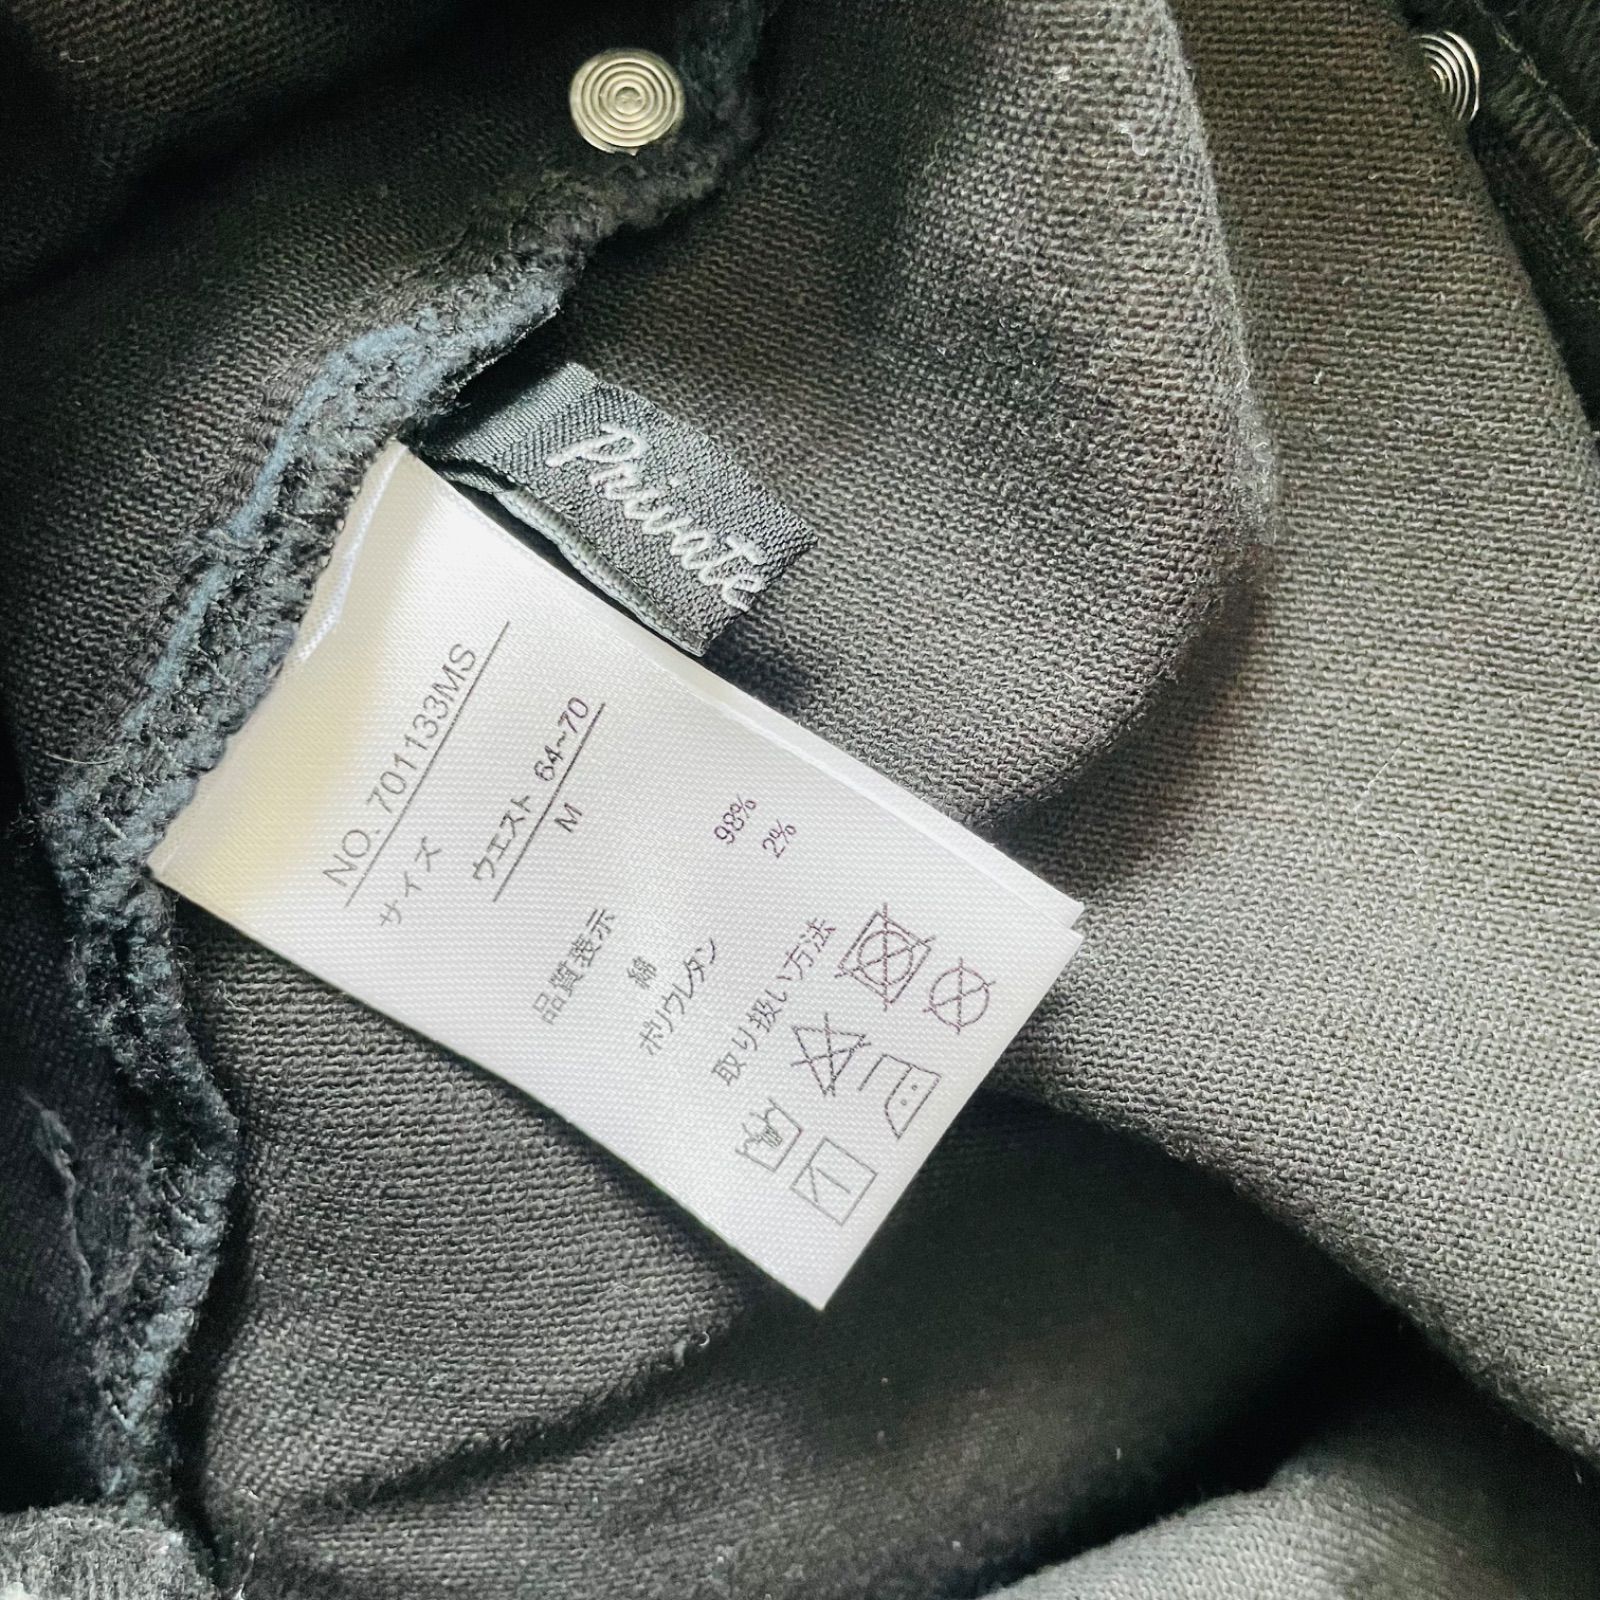 Private
NO. 701133MS
サイズ
ウエスト 64~70
M
品質表示
綿 98%
ポリウレタン 2%
取り扱い方法